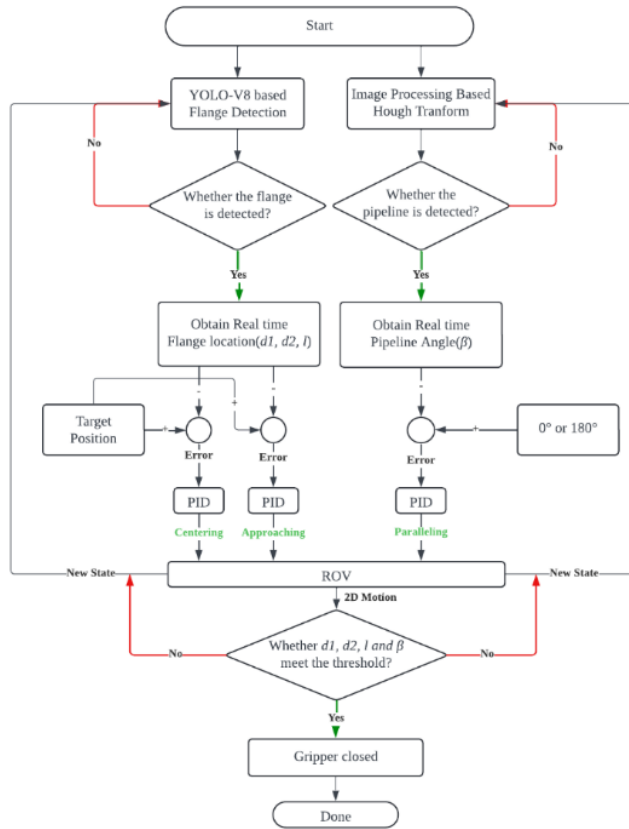 Start
YOLO-V8 based
Flange Detection
Image Processing Based
Hough Tranform
No
No
Whether the flange
is detected?
Whether the
pipeline is detected?
Yes
Yes
Obtain Real time
Flange location(d1, d2, l)
Obtain Real time
Pipeline Angle(β)
-
-
-
+
Target
Position
+
+
0° or 180°
Error
Error
Error
PID
PID
PID
Centering
Approaching
Paralleling
New State
ROV
New State
2D Motion
Whether d1, d2, l and β
meet the threshold?
No
No
Yes
Gripper closed
Done